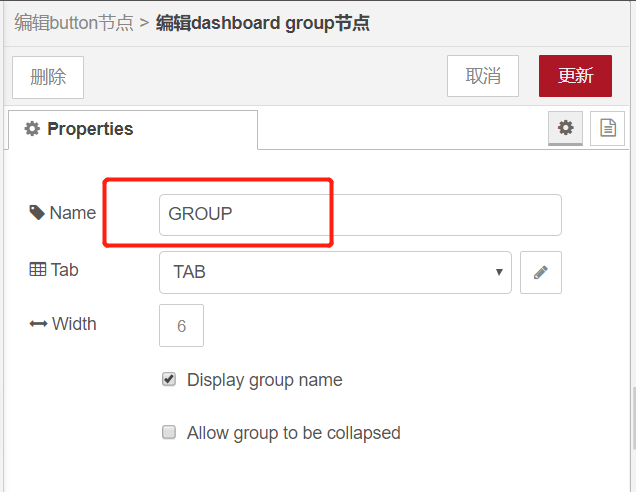 编辑button节点 > 编辑dashboard group节点
删除 取消 更新
Properties
Name GROUP
Tab TAB
Width 6
Display group name
Allow group to be collapsed